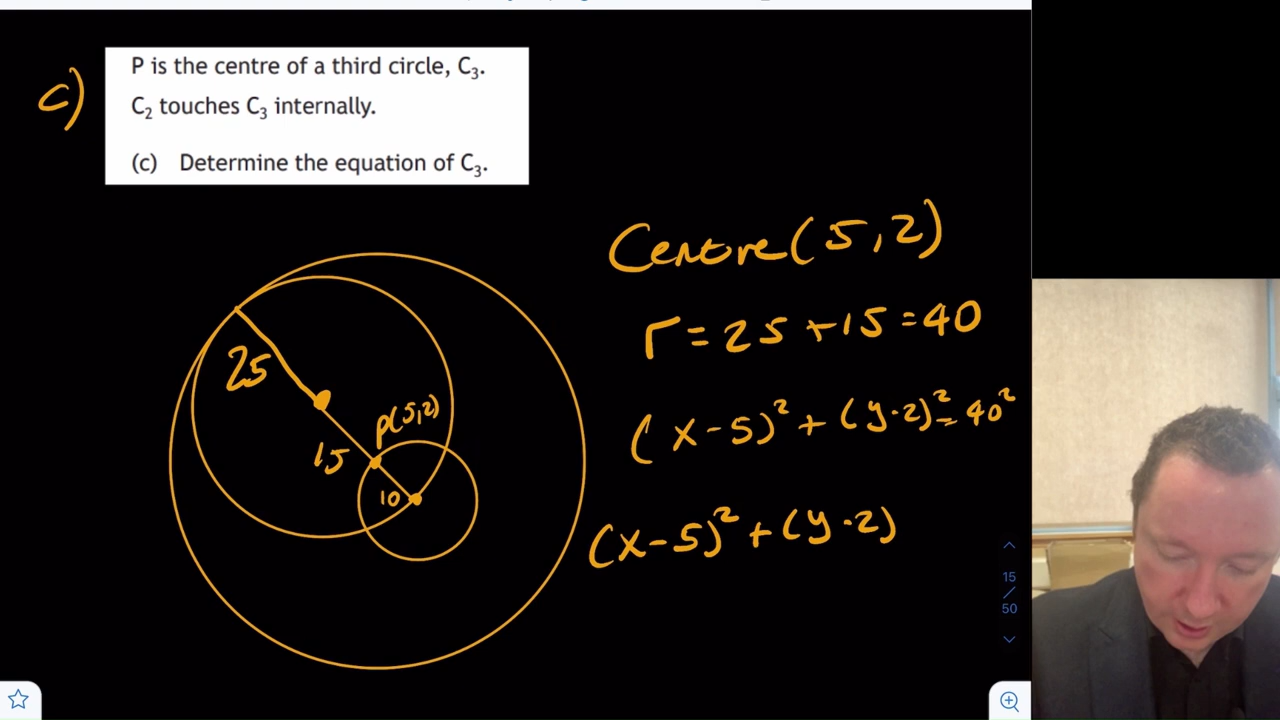 c)
P is the centre of a third circle, C₃.
C₂ touches C₃ internally.
(c) Determine the equation of C₃.
Centre(5,2)
r=25+15=40
(x-5)²+(y-2)²=40²
(x-5)²+(y-2)
25
P(5,2)
15
10
15
/
50